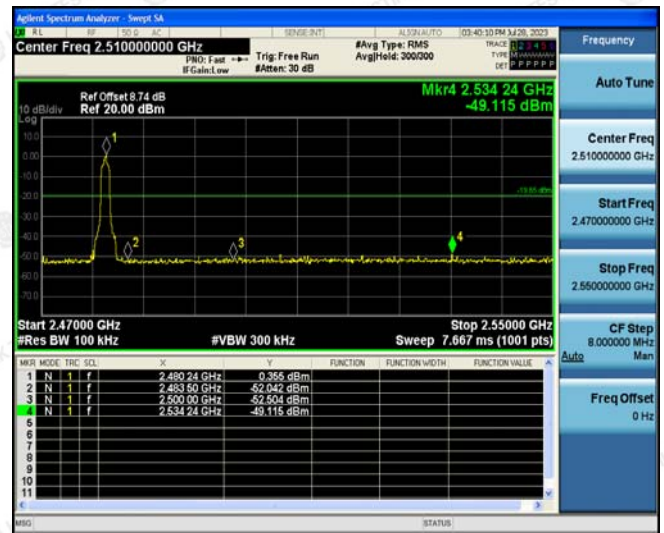 Agilent Spectrum Analyzer - Swept SA
RL RF 50 Ω AC SENSE:INT ALIGN AUTO 03:40:10 PM Jul 28, 2023
Center Freq 2.510000000 GHz #Avg Type: RMS TRACE 1 2 3 4 5 6
PNO: Fast Trig: Free Run Avg|Hold: 300/300 TYPE
IFGain:Low #Atten: 30 dB DET P P P P P P
Mkr4 2.534 24 GHz
Ref Offset 8.74 dB
10 dB/div Ref 20.00 dBm -49.115 dBm
Log
10.0
0.00
-10.0
-20.0
-30.0
-40.0
-50.0
-60.0
-70.0
1
2
3
4
-19.65 dBm
Start 2.47000 GHz Stop 2.55000 GHz
#Res BW 100 kHz #VBW 300 kHz Sweep 7.667 ms (1001 pts)
MKR MODE TRC SCL X Y FUNCTION FUNCTION WIDTH FUNCTION VALUE
1 N 1 f 2.480 24 GHz 0.355 dBm
2 N 1 f 2.483 50 GHz -52.042 dBm
3 N 1 f 2.500 00 GHz -52.504 dBm
4 N 1 f 2.534 24 GHz -49.115 dBm
5
6
7
8
9
10
11
MSG STATUS
Frequency
Auto Tune
Center Freq
2.510000000 GHz
Start Freq
2.470000000 GHz
Stop Freq
2.550000000 GHz
CF Step
8.000000 MHz
Auto Man
Freq Offset
0 Hz